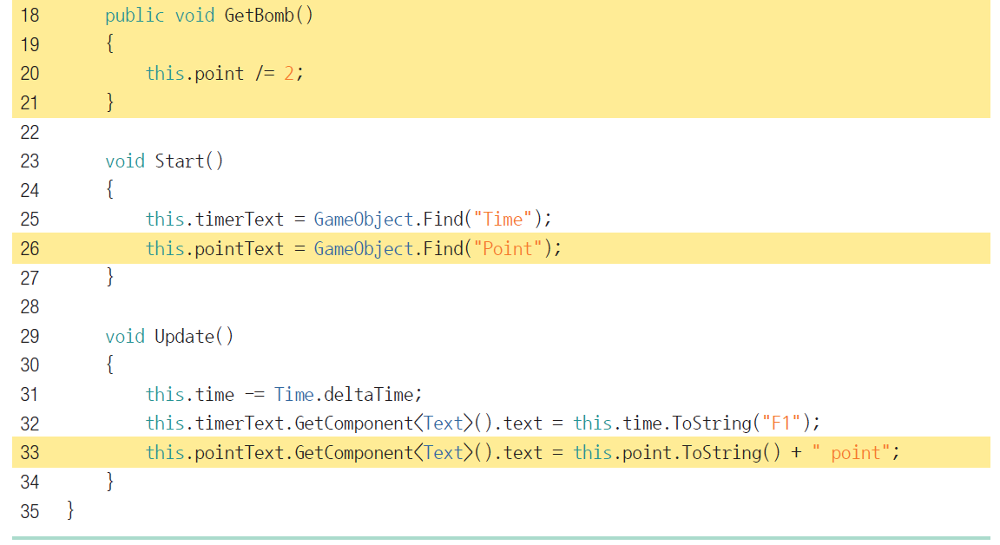 18 public void GetBomb()
19 {
20 this.point /= 2;
21 }
22
23 void Start()
24 {
25 this.timerText = GameObject.Find("Time");
26 this.pointText = GameObject.Find("Point");
27 }
28
29 void Update()
30 {
31 this.time -= Time.deltaTime;
32 this.timerText.GetComponent<Text>().text = this.time.ToString("F1");
33 this.pointText.GetComponent<Text>().text = this.point.ToString() + " point";
34 }
35 }